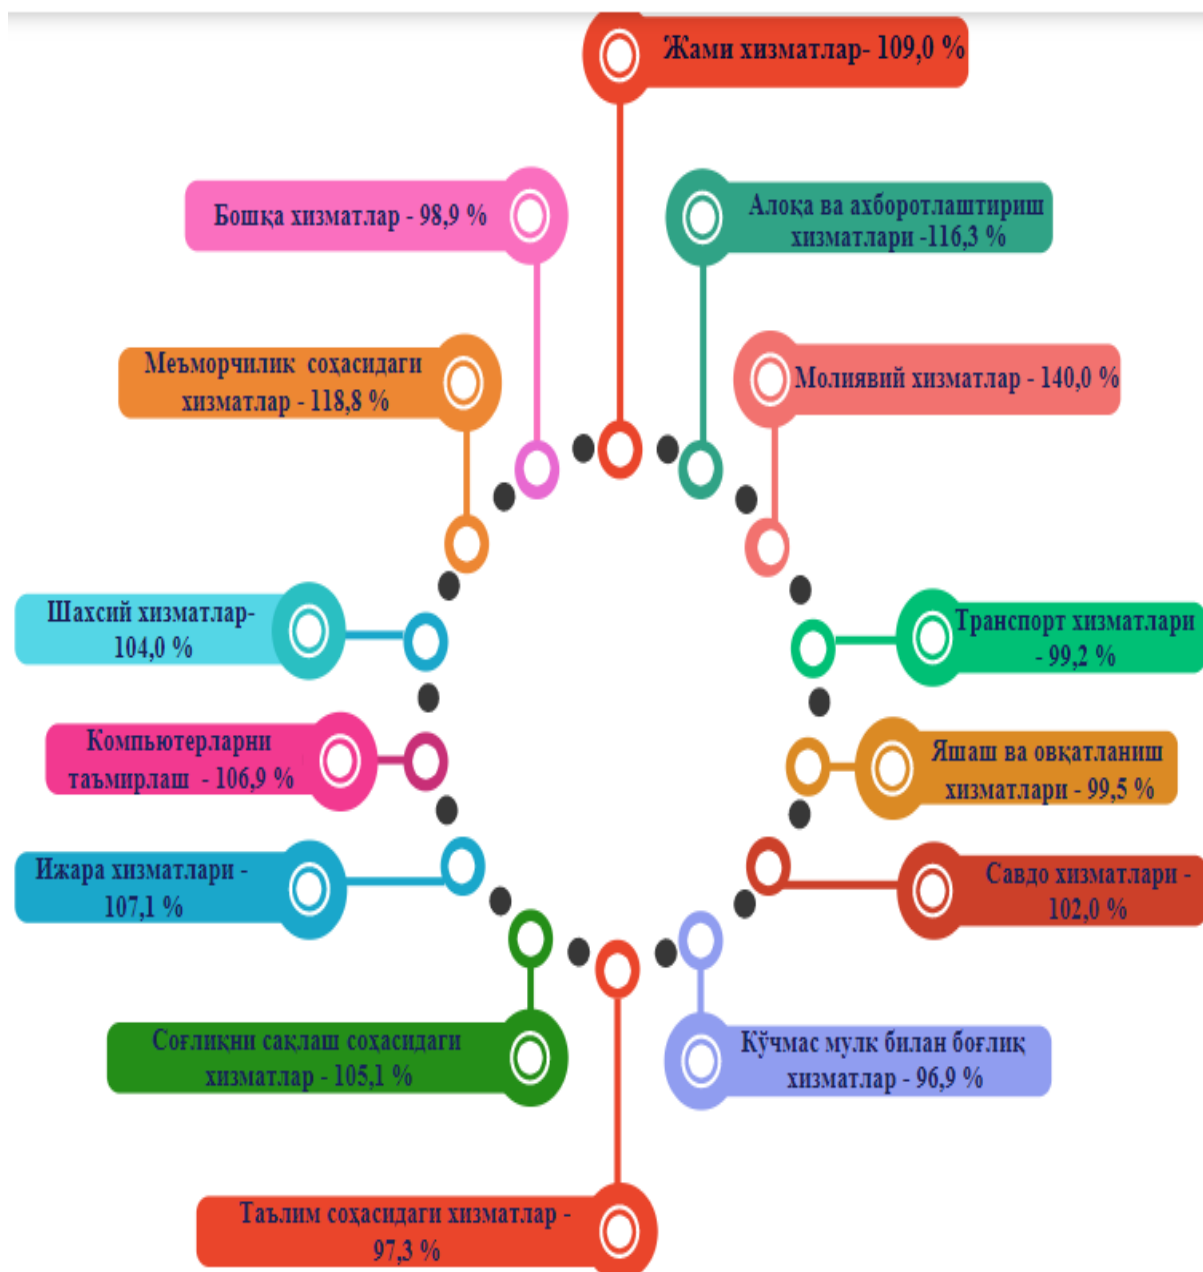 Жами хизматлар- 109,0 %
Бошқа хизматлар - 98,9 %
Алоқа ва ахборотлаштириш
хизматлари -116,3 %
Меъморчилик соҳасидаги
хизматлар - 118,8 %
Молиявий хизматлар - 140,0 %
Шахсий хизматлар-
104,0 %
Транспорт хизматлари
- 99,2 %
Компьютерларни
таъмирлаш - 106,9 %
Яшаш ва овқатланиш
хизматлари - 99,5 %
Ижара хизматлари -
107,1 %
Савдо хизматлари -
102,0 %
Соғлиқни сақлаш соҳасидаги
хизматлар - 105,1 %
Кўчмас мулк билан боғлиқ
хизматлар - 96,9 %
Таълим соҳасидаги хизматлар -
97,3 %